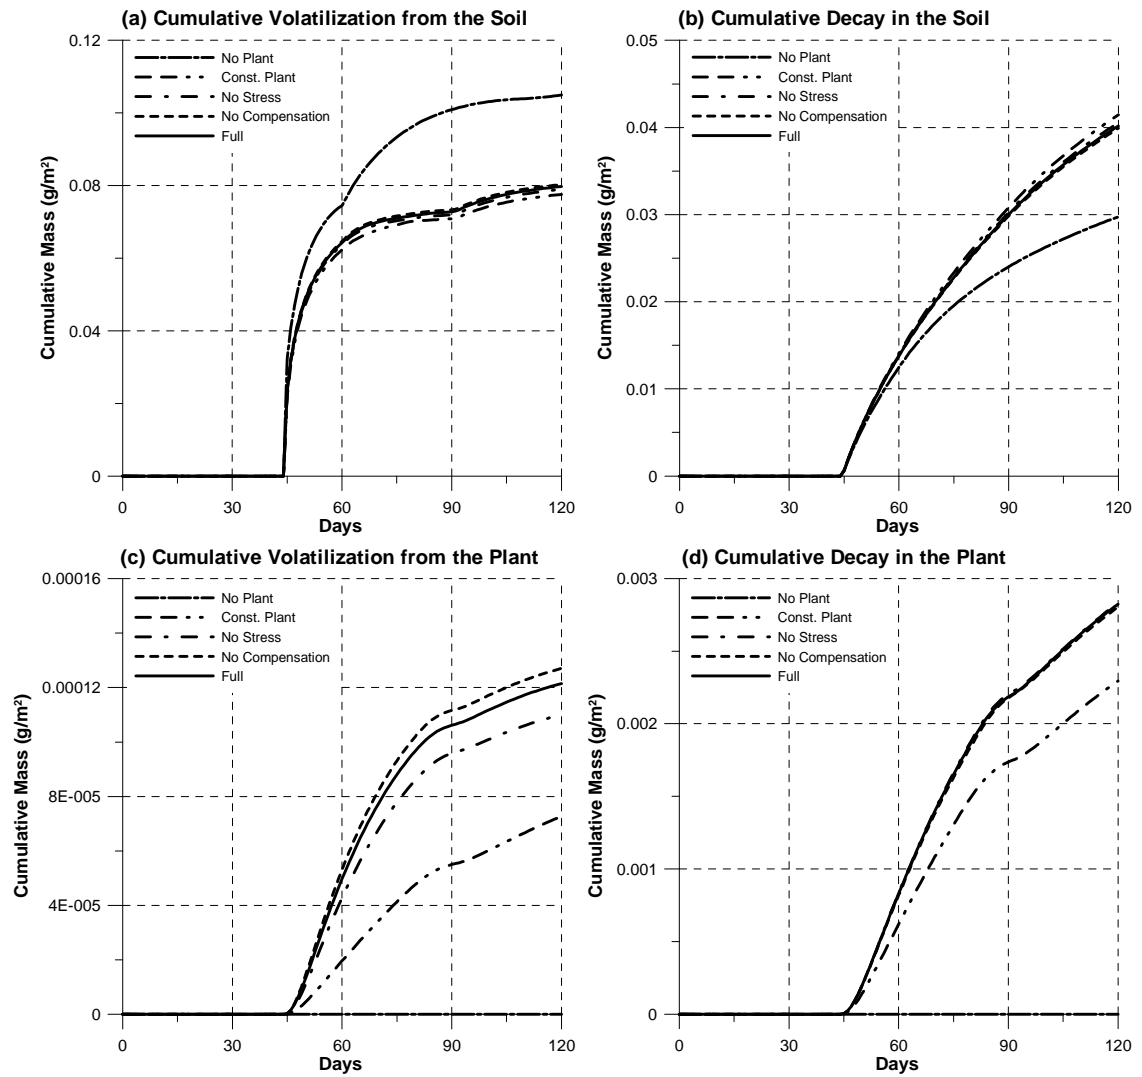 (a) Cumulative Volatilization from the Soil
0.12
0.08
0.04
0
Cumulative Mass (g/m²)
No Plant
Const. Plant
No Stress
No Compensation
Full
0 30 60 90 120
Days
(b) Cumulative Decay in the Soil
0.05
0.04
0.03
0.02
0.01
0
Cumulative Mass (g/m²)
No Plant
Const. Plant
No Stress
No Compensation
Full
0 30 60 90 120
Days
(c) Cumulative Volatilization from the Plant
0.00016
0.00012
8E-005
4E-005
0
Cumulative Mass (g/m²)
No Plant
Const. Plant
No Stress
No Compensation
Full
0 30 60 90 120
Days
(d) Cumulative Decay in the Plant
0.003
0.002
0.001
0
Cumulative Mass (g/m²)
No Plant
Const. Plant
No Stress
No Compensation
Full
0 30 60 90 120
Days